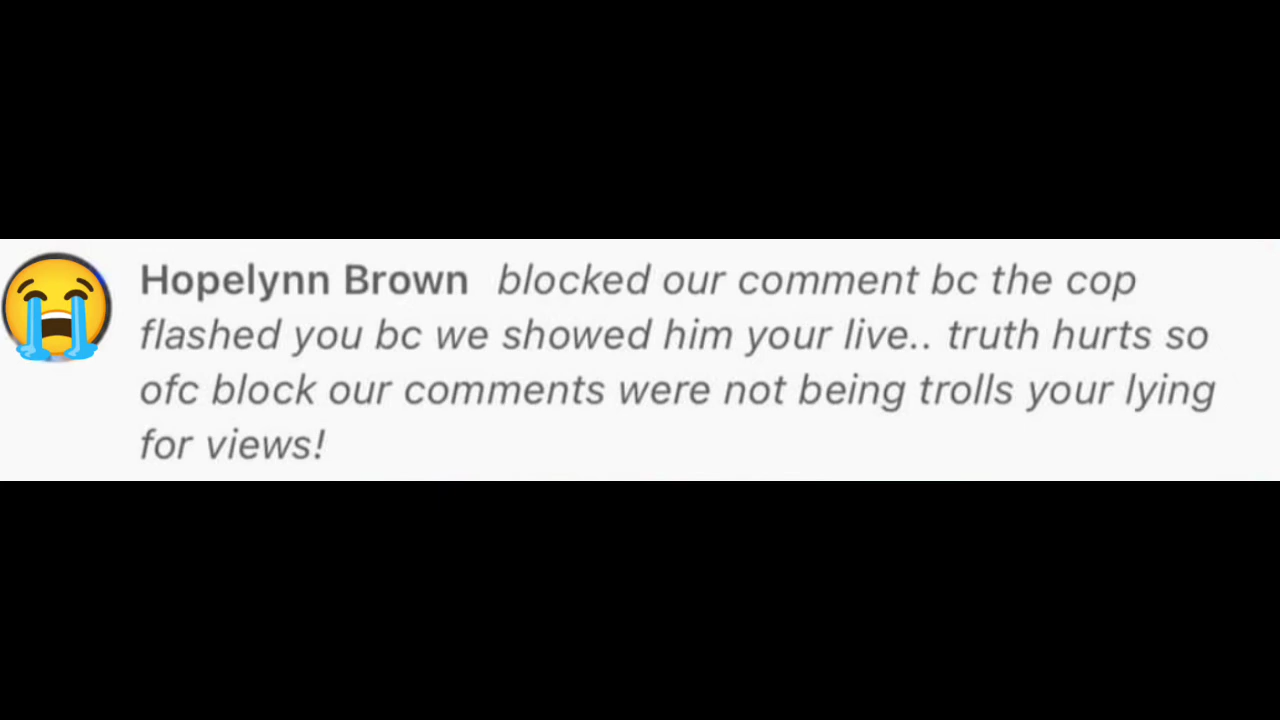 Hopelynn Brown blocked our comment bc the cop
flashed you bc we showed him your live.. truth hurts so
ofc block our comments were not being trolls your lying
for views!